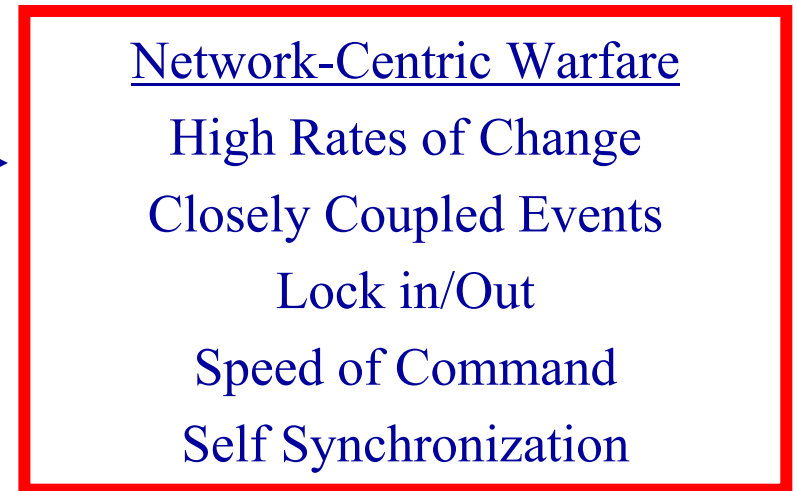 Network-Centric Warfare
High Rates of Change
Closely Coupled Events
Lock in/Out
Speed of Command
Self Synchronization